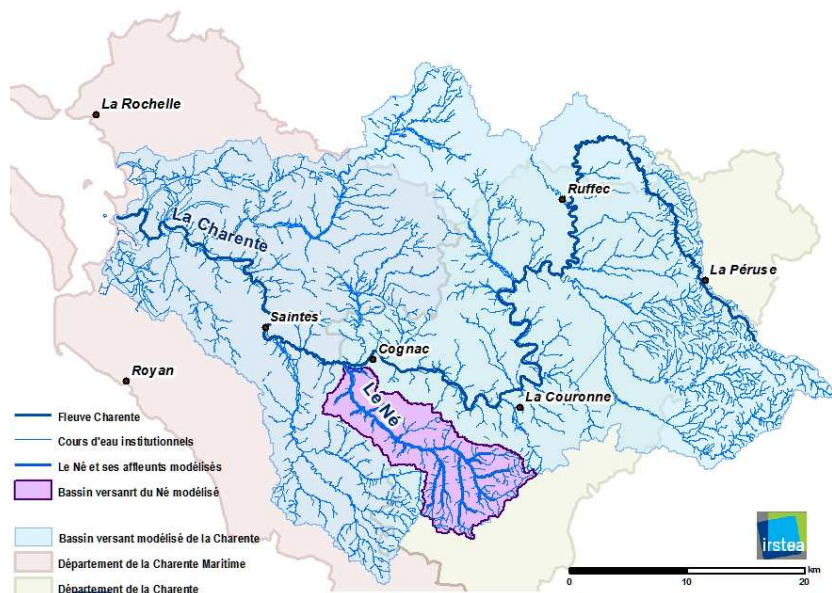 La Rochelle
Ruffec
La Charente
La Péruse
Saintes
Cognac
Royan
Le Né
La Couronne
Fleuve Charente
Cours d'eau institutionnels
Le Né et ses affluents modélisés
Bassin versant du Né modélisé
Bassin versant modélisé de la Charente
Département de la Charente Maritime
Département de la Charente
irstea
km
0 10 20